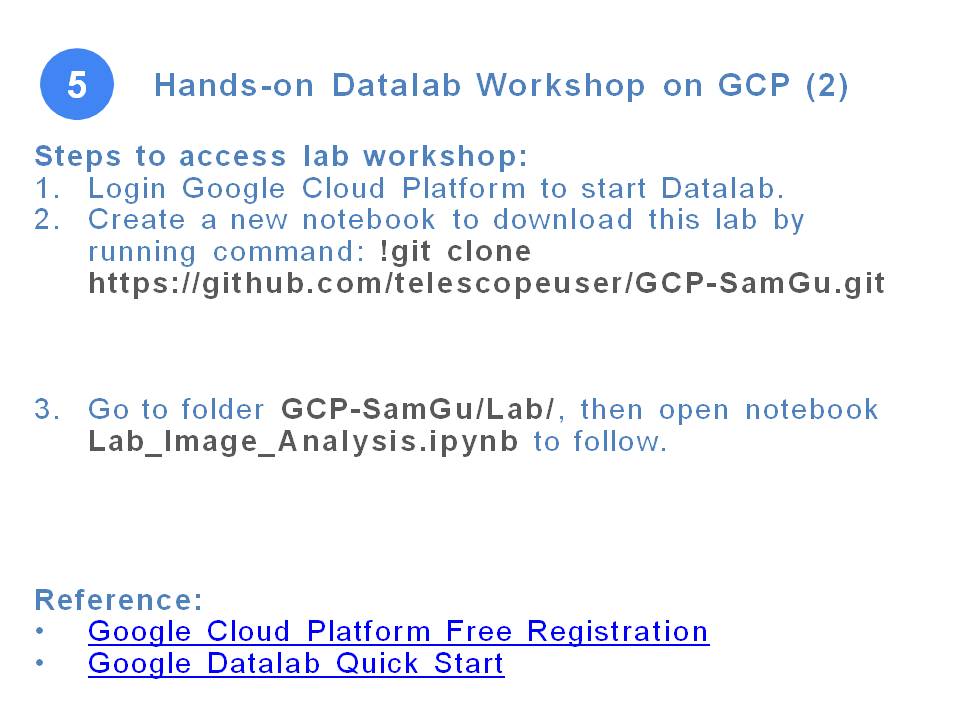 5
Hands-on Datalab Workshop on GCP (2)
Steps to access lab workshop:
1. Login Google Cloud Platform to start Datalab.
2. Create a new notebook to download this lab by
running command: !git clone
https://github.com/telescopeuser/GCP-SamGu.git
3. Go to folder GCP-SamGu/Lab/, then open notebook
Lab_Image_Analysis.ipynb to follow.
Reference:
• Google Cloud Platform Free Registration
• Google Datalab Quick Start